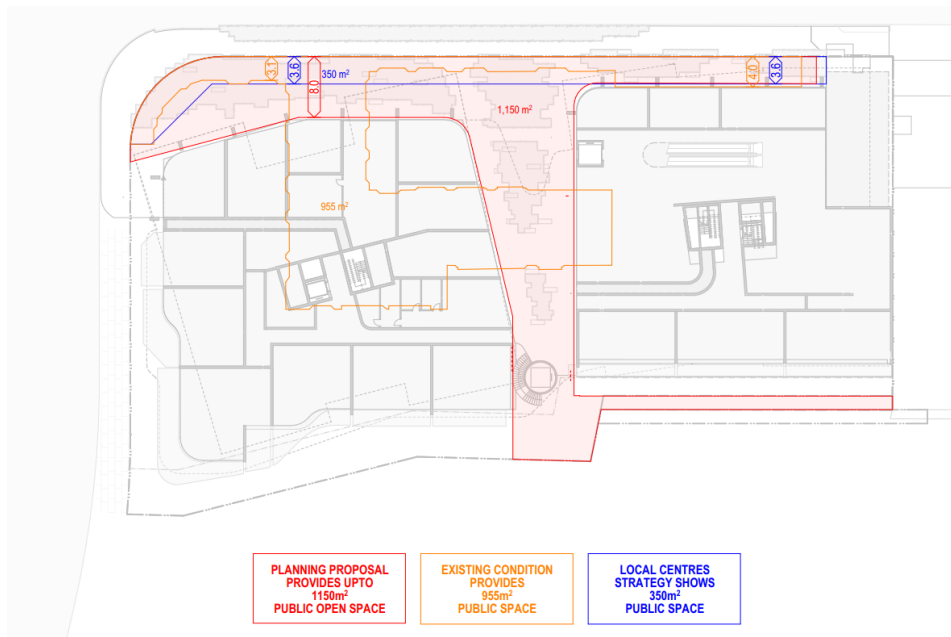 3.1
3.6
350 m²
8.0
4.0
3.6
1,150 m²
955 m²
PLANNING PROPOSAL
PROVIDES UPTO
1150m²
PUBLIC OPEN SPACE
EXISTING CONDITION
PROVIDES
955m²
PUBLIC SPACE
LOCAL CENTRES
STRATEGY SHOWS
350m²
PUBLIC SPACE